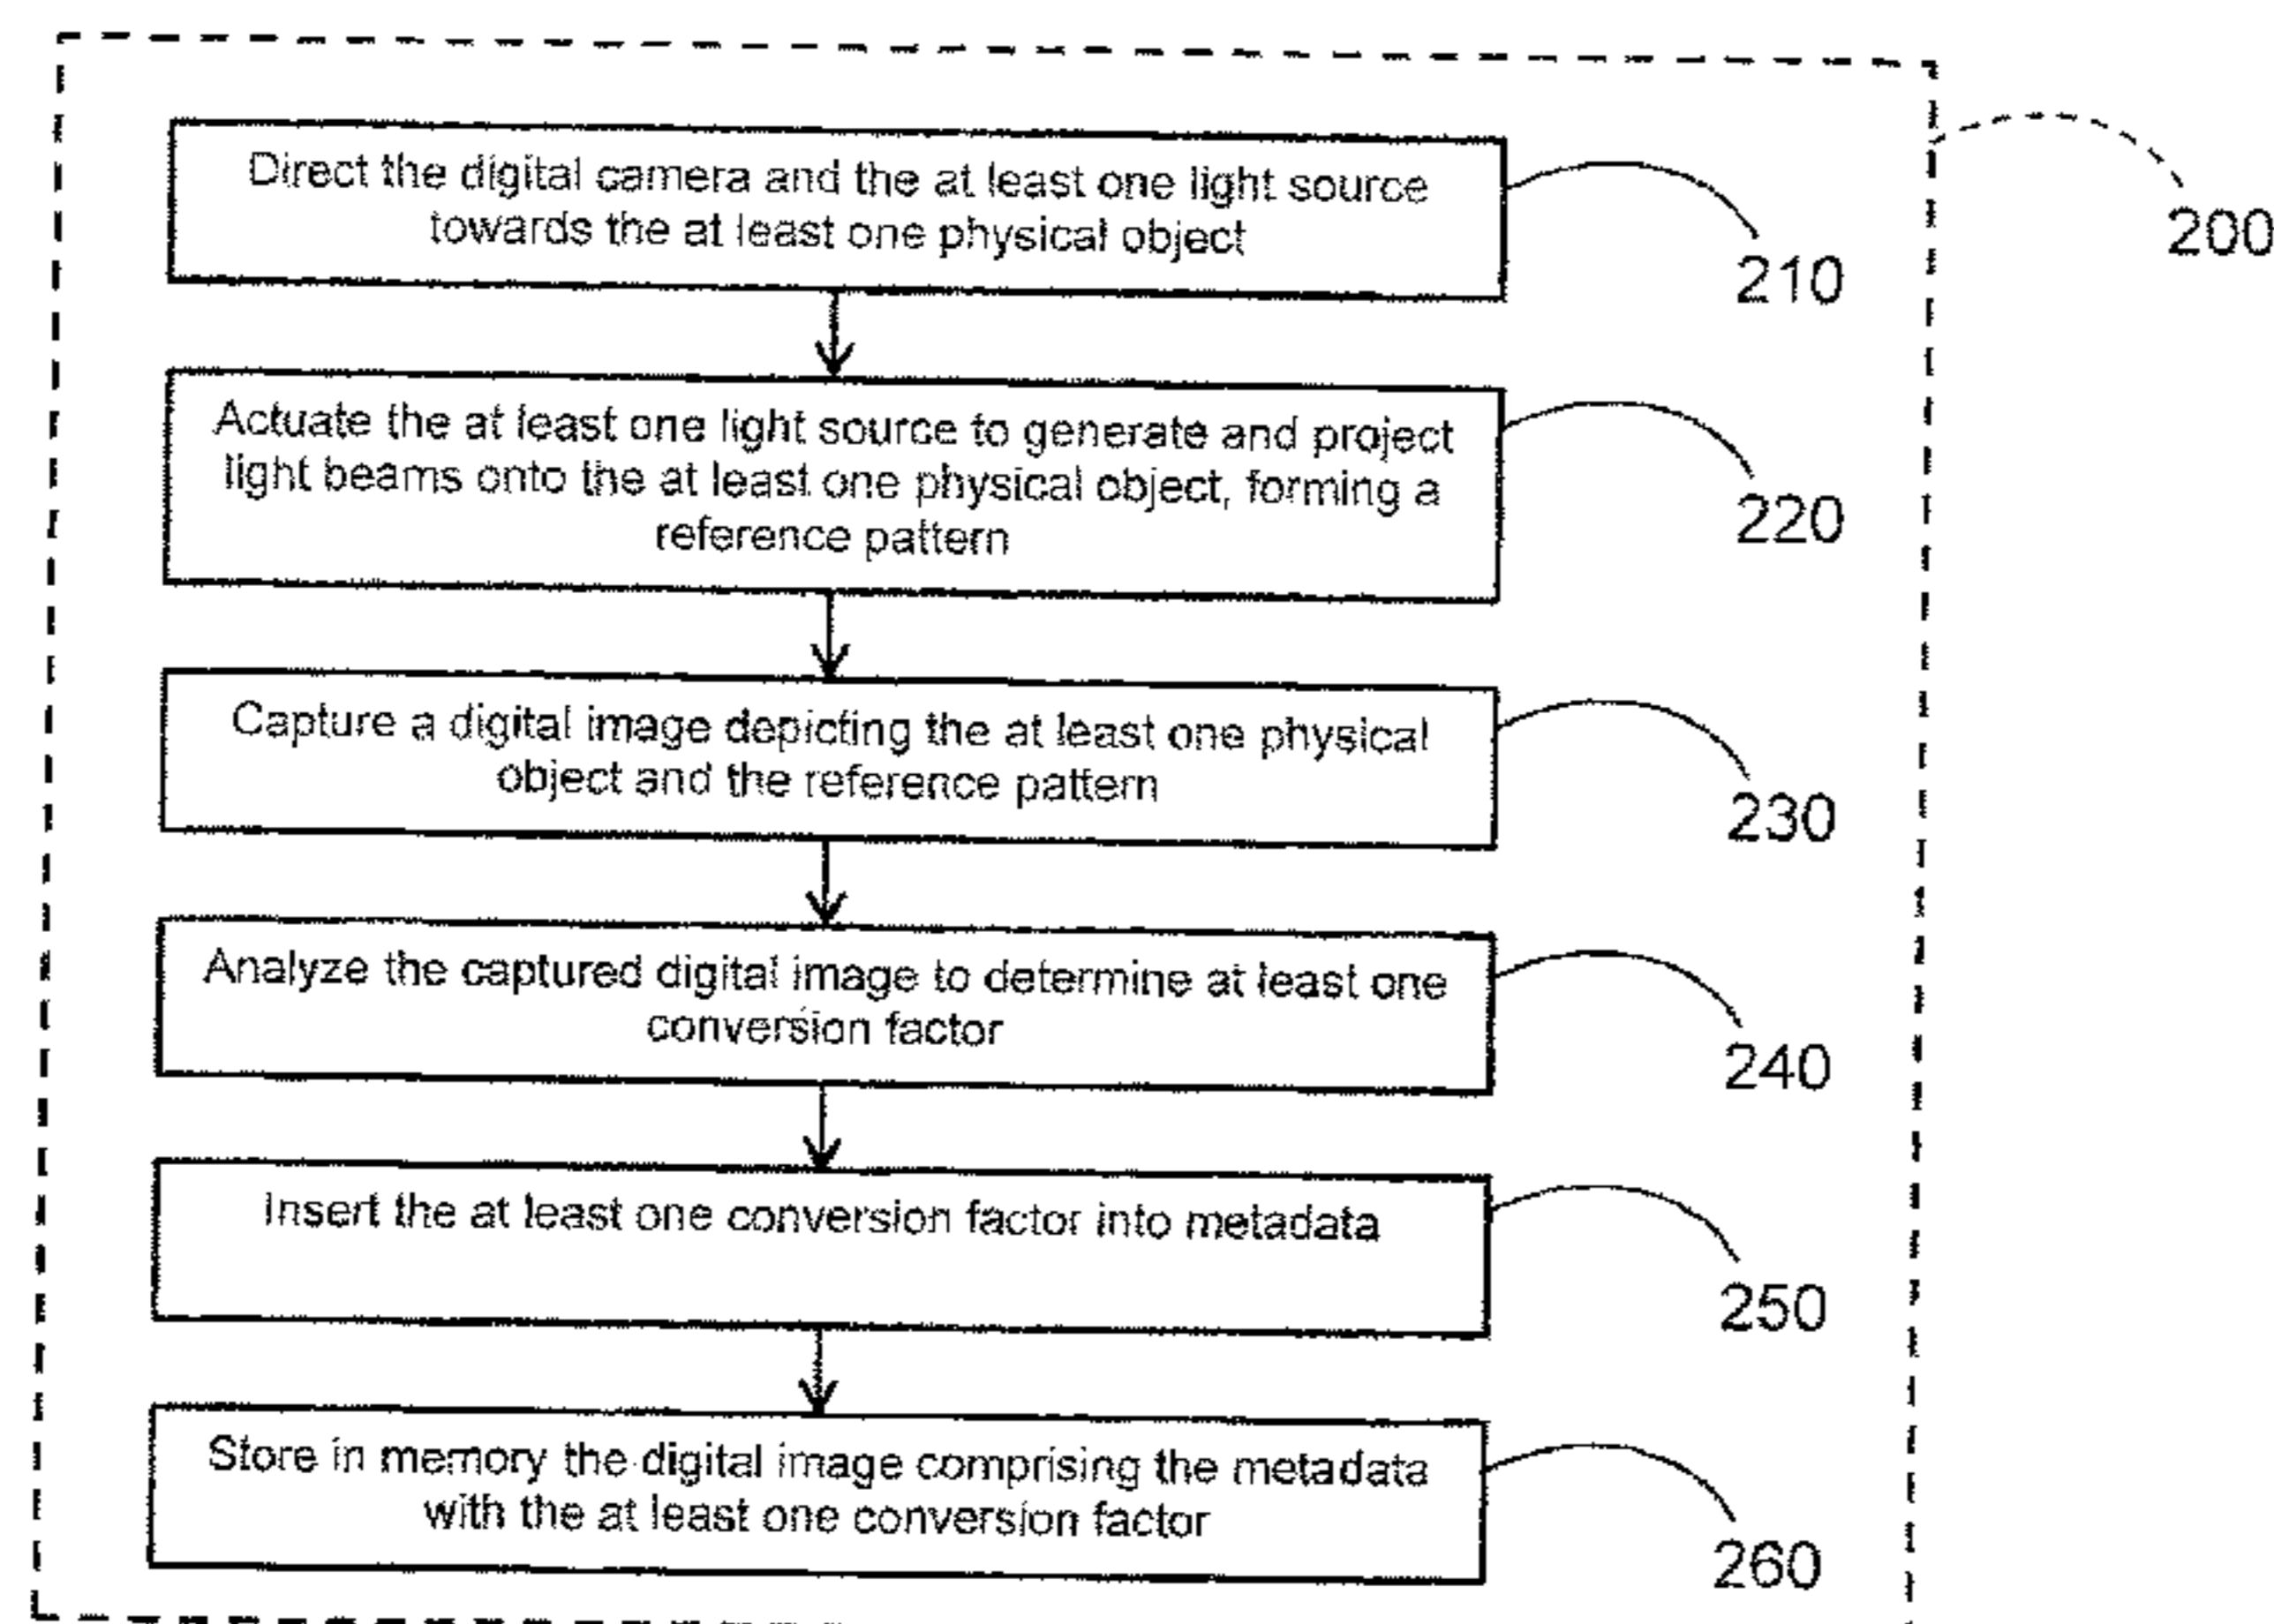 Direct the digital camera and the at least one light source
towards the at least one physical object
200
210
Actuate the at least one light source to generate and project
light beams onto the at least one physical object, forming a
reference pattern
220
Capture a digital image depicting the at least one physical
object and the reference pattern
230
Analyze the captured digital image to determine at least one
conversion factor
240
Insert the at least one conversion factor into metadata
250
Store in memory the digital image comprising the metadata
with the at least one conversion factor
260